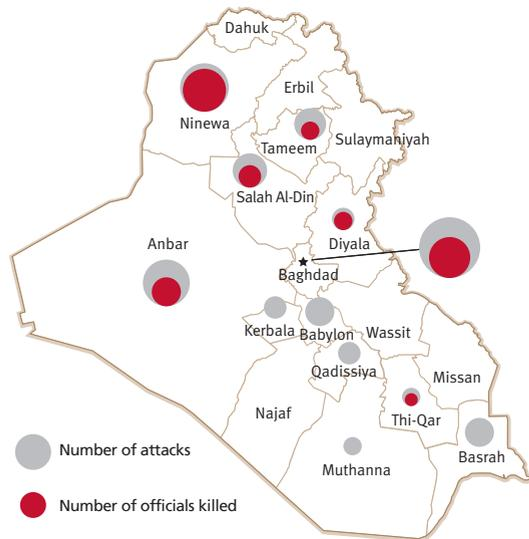 Dahuk
Erbil
Ninewa
Tameem
Sulaymaniyah
Salah Al-Din
Anbar
Diyala
Baghdad
Kerbala
Babylon
Wassit
Qadissiya
Missan
Najaf
Thi-Qar
Number of attacks
Basrah
Muthanna
Number of officials killed